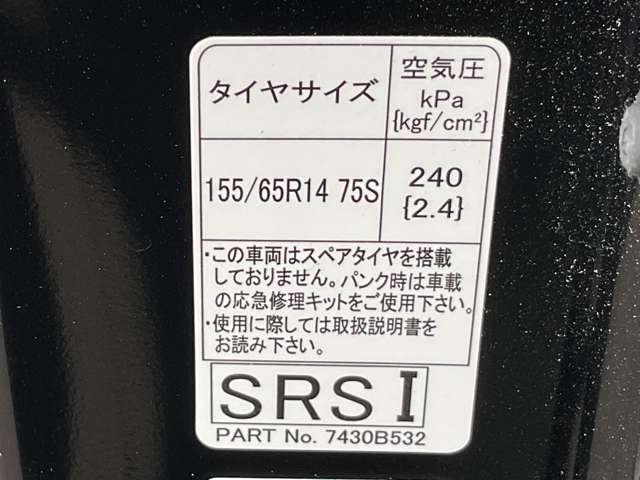 タイヤサイズ
空気圧
kPa
{kgf/cm²}
155/65R14 75S
240
{2.4}
・この車両はスペアタイヤを搭載
しておりません。パンク時は車載
の応急修理キットをご使用下さい。
・使用に際しては取扱説明書を
お読み下さい。
SRS I
PART No. 7430B532